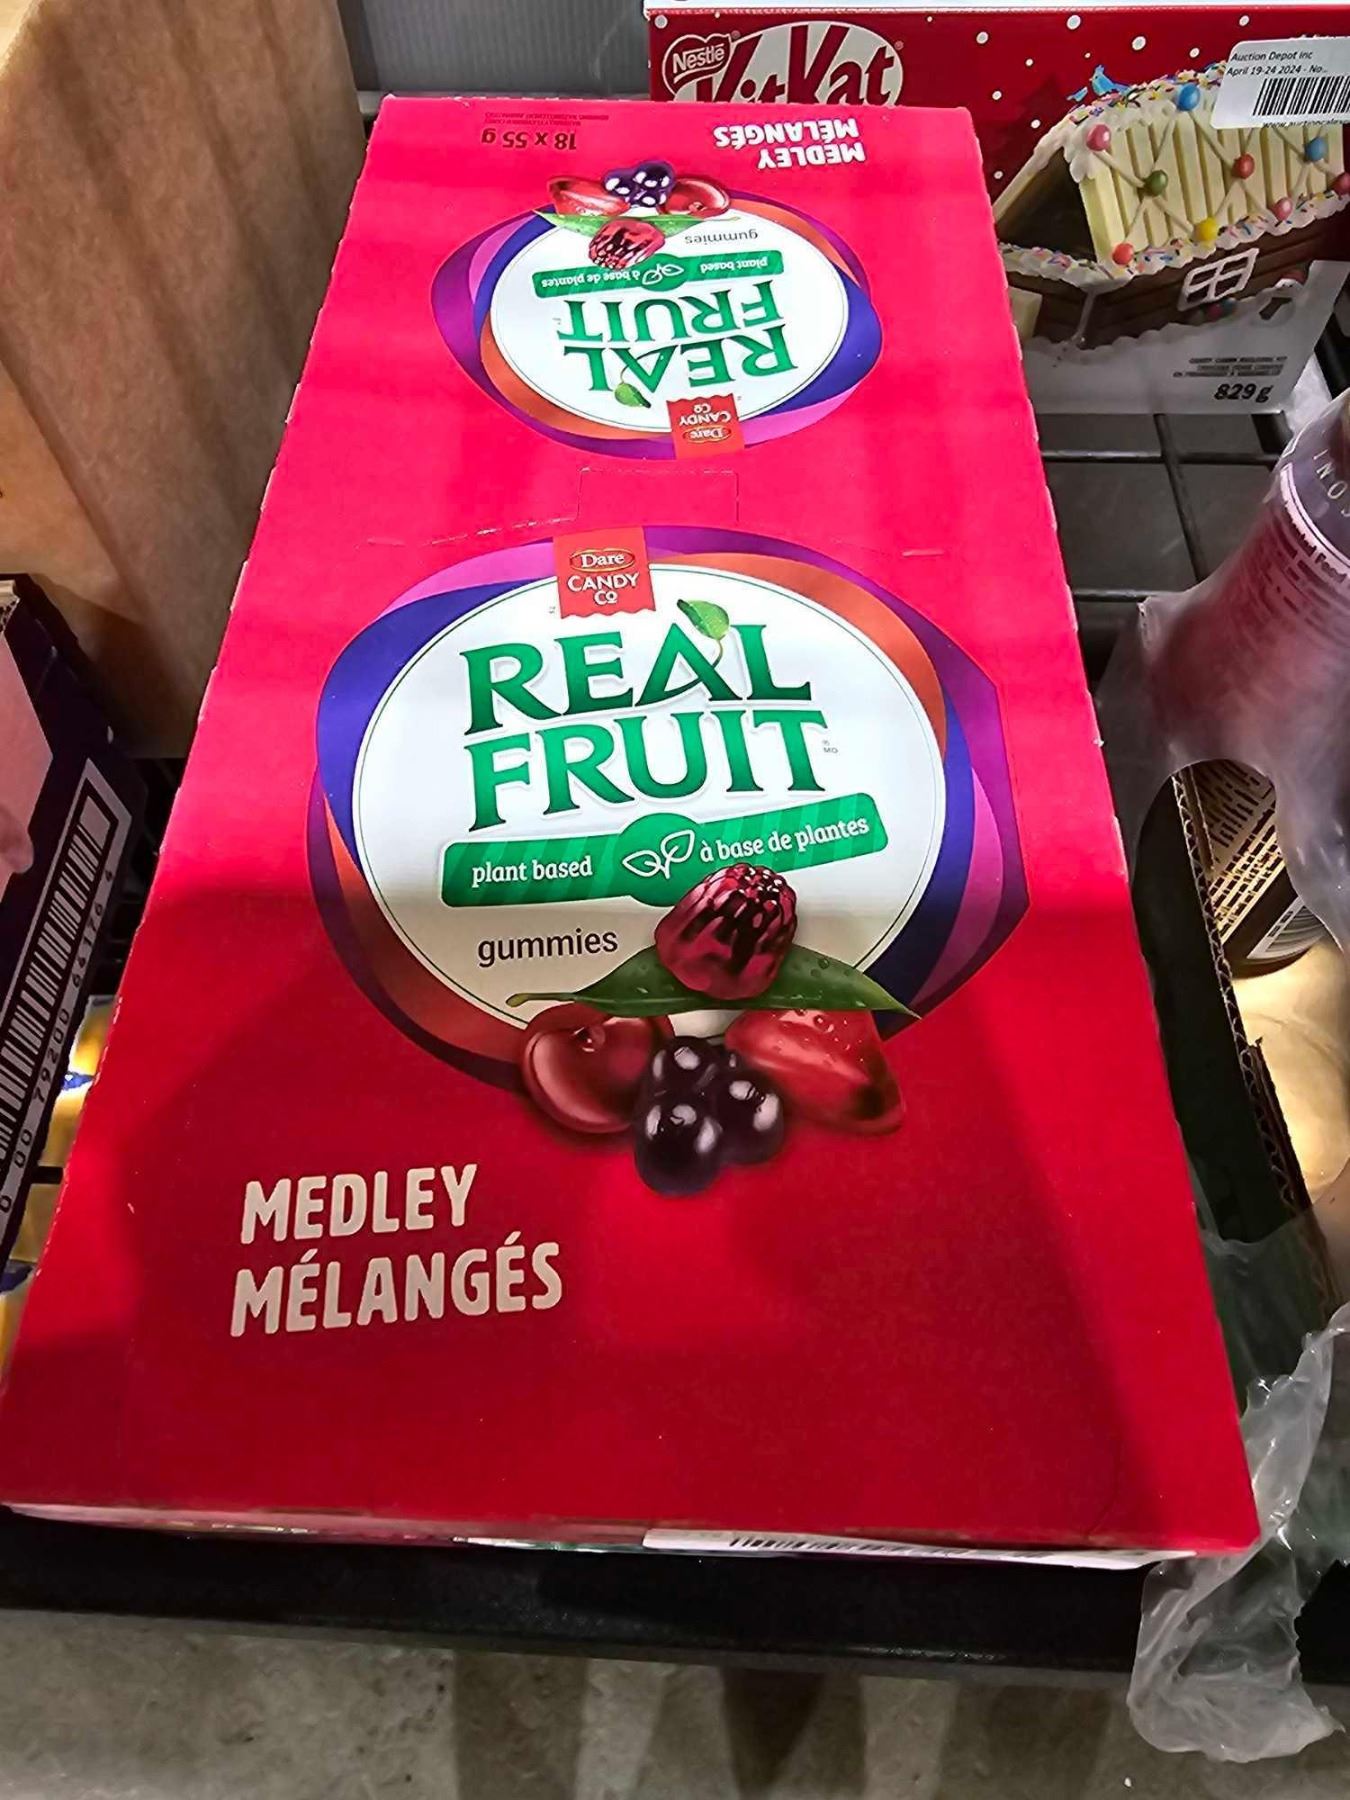 Nestlé
KitKat
Auction Depot Inc
April 19-24 2024 - No...
829 g
MEDLEY
MÉLANGÉS
18 x 55 g
gummies
plant based à base de plantes
REAL
FRUIT
Dare
CANDY
CO
Dare
CANDY
CO
REAL
FRUIT
MD
plant based à base de plantes
gummies
MEDLEY
MÉLANGÉS